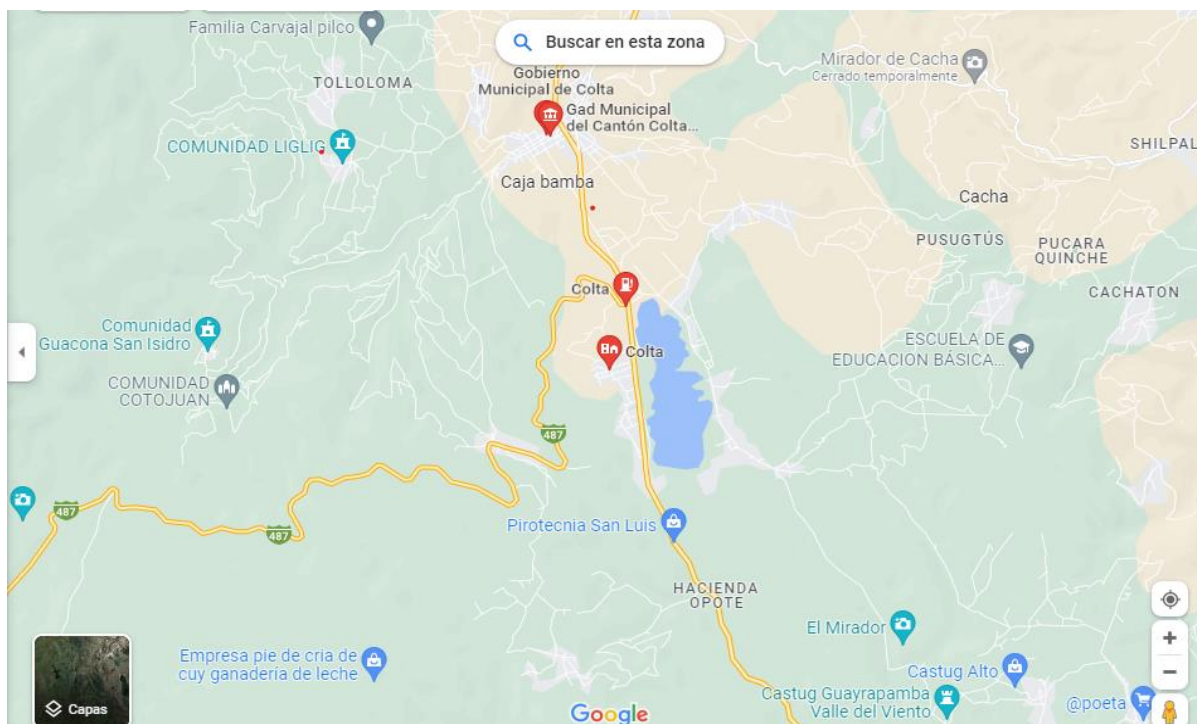 Familia Carvajal pilco
Buscar en esta zona
Mirador de Cacha
Cerrado temporalmente
TOLLOLOMA
Gobierno
Municipal de Colta
Gad Municipal
del Cantón Colta...
COMUNIDAD LIGLIG
SHILPAL
Caja bamba
Cacha
PUSUGTÚS
PUCARA
QUINCHE
CACHATON
Colta
Comunidad
Guacona San Isidro
ESCUELA DE
EDUCACION BÁSICA...
Colta
COMUNIDAD
COTOJUAN
487
487
487
Pirotecnia San Luis
HACIENDA
OPOTE
El Mirador
Empresa pie de cria de
cuy ganadería de leche
Castug Alto
Castug Guayrapamba
Valle del Viento
@poeta
Capas
Google